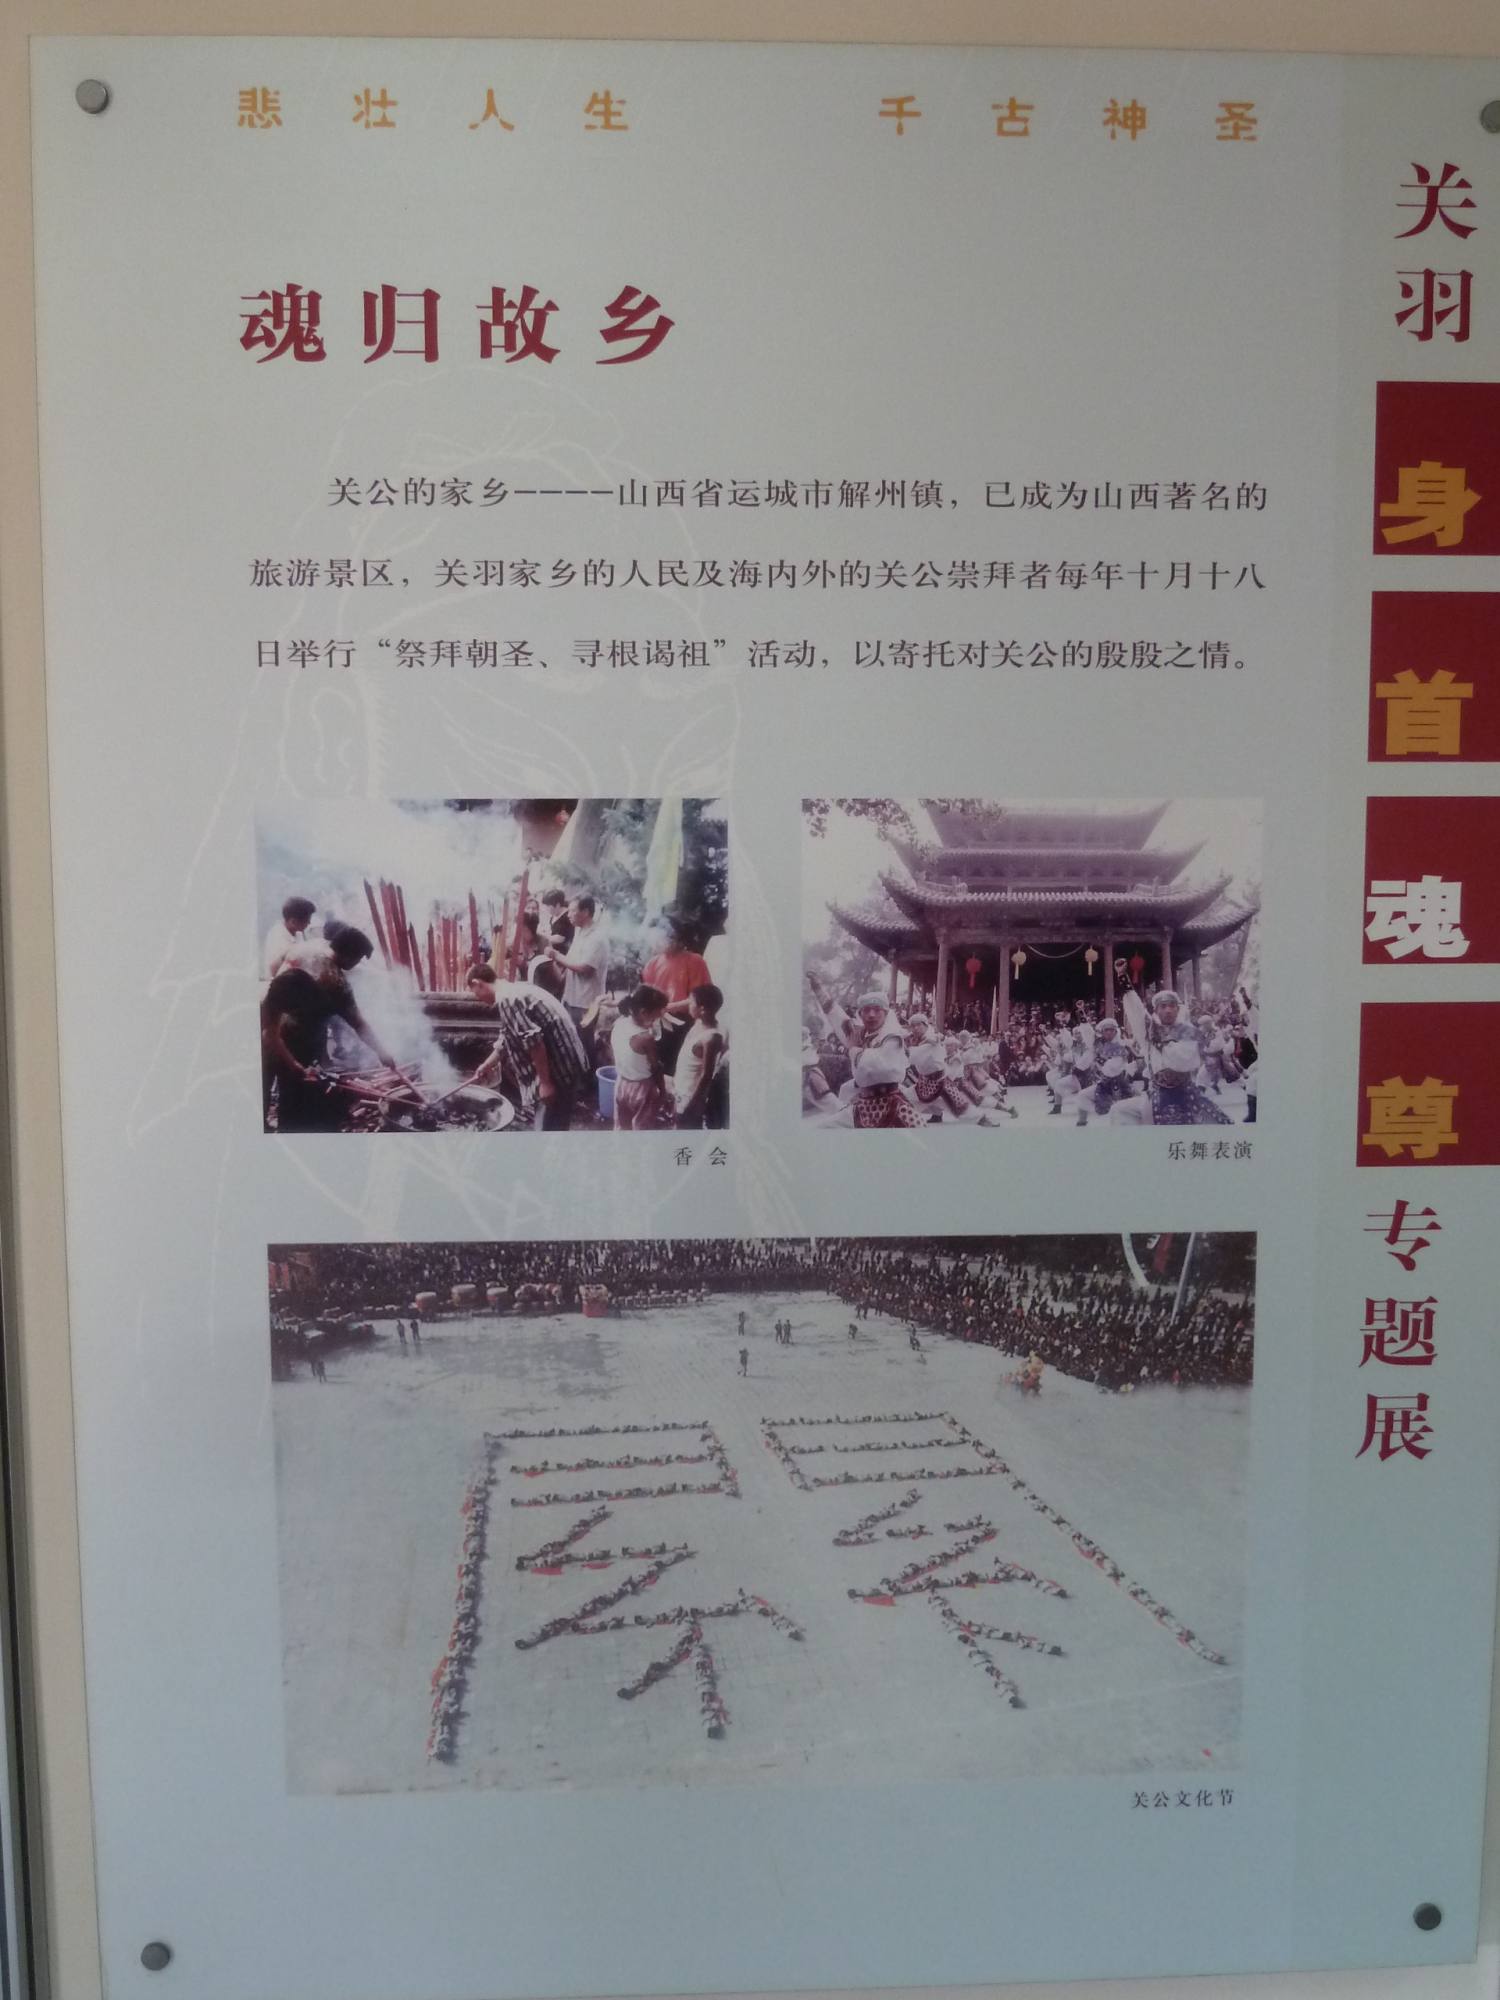 悲壮人生 千古神圣
魂归故乡
关公的家乡----山西省运城市解州镇，已成为山西著名的
旅游景区，关羽家乡的人民及海内外的关公崇拜者每年十月十八
日举行“祭拜朝圣、寻根谒祖”活动，以寄托对关公的殷殷之情。
香会
乐舞表演
关公文化节
关羽身首魂尊专题展